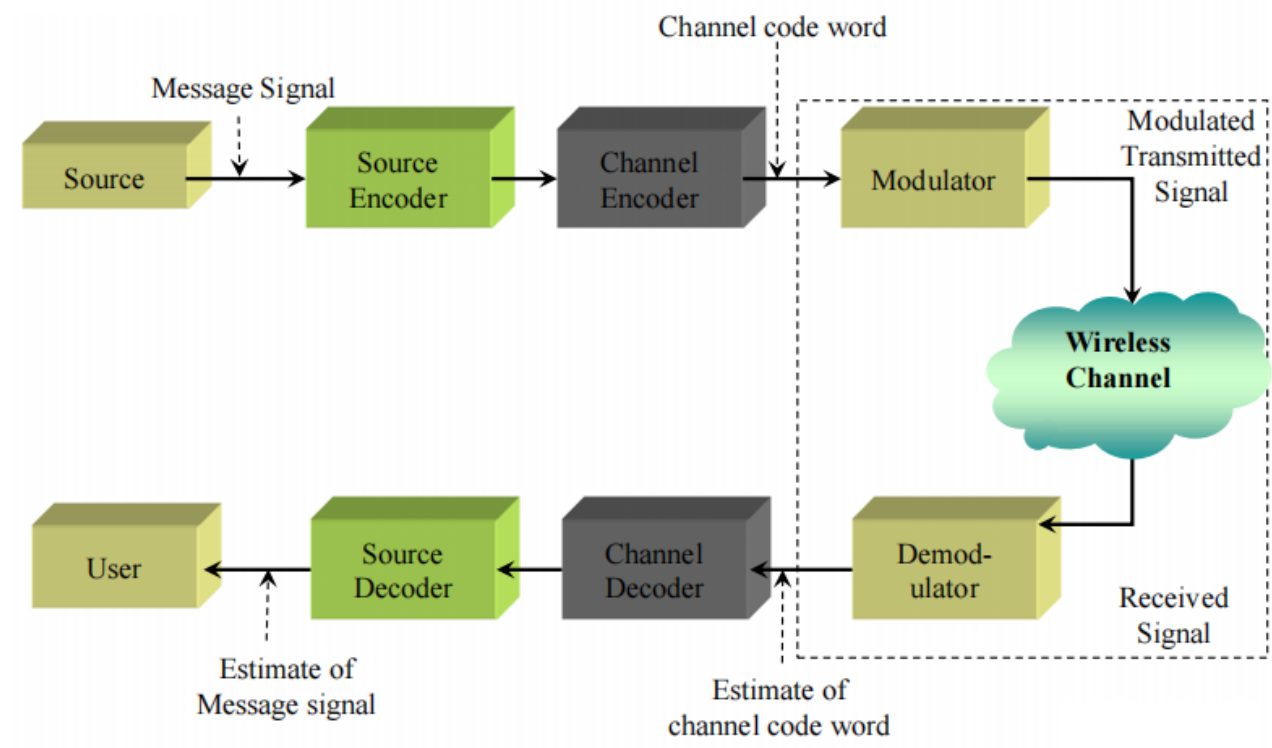 Channel code word
Message Signal
Source
Source
Encoder
Channel
Encoder
Modulator
Modulated
Transmitted
Signal
Wireless
Channel
User
Source
Decoder
Channel
Decoder
Demod-
ulator
Received
Signal
Estimate of
Message signal
Estimate of
channel code word